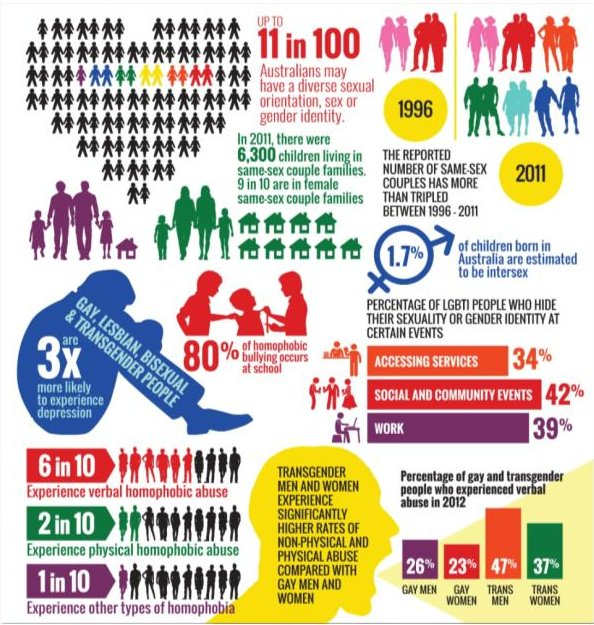 UP TO
11 in 100
Australians may
have a diverse sexual
orientation, sex or
gender identity.
In 2011, there were
6,300 children living in
same-sex couple families.
9 in 10 are in female
same-sex couple families
1996
2011
THE REPORTED
NUMBER OF SAME-SEX
COUPLES HAS MORE
THAN TRIPLED
BETWEEN 1996 - 2011
1.7%
of children born in
Australia are estimated
to be intersex
GAY, LESBIAN, BISEXUAL
& TRANSGENDER PEOPLE
are
3x
more likely
to experience
depression
80% of homophobic
bullying occurs
at school
PERCENTAGE OF LGBTI PEOPLE WHO HIDE
THEIR SEXUALITY OR GENDER IDENTITY AT
CERTAIN EVENTS
ACCESSING SERVICES 34%
SOCIAL AND COMMUNITY EVENTS 42%
WORK 39%
6 in 10
Experience verbal homophobic abuse
2 in 10
Experience physical homophobic abuse
1 in 10
Experience other types of homophobia
TRANSGENDER
MEN AND WOMEN
EXPERIENCE
SIGNIFICANTLY
HIGHER RATES OF
NON-PHYSICAL AND
PHYSICAL ABUSE
COMPARED WITH
GAY MEN AND
WOMEN
Percentage of gay and transgender
people who experienced verbal
abuse in 2012
26% 23% 47% 37%
GAY MEN GAY WOMEN TRANS MEN TRANS WOMEN